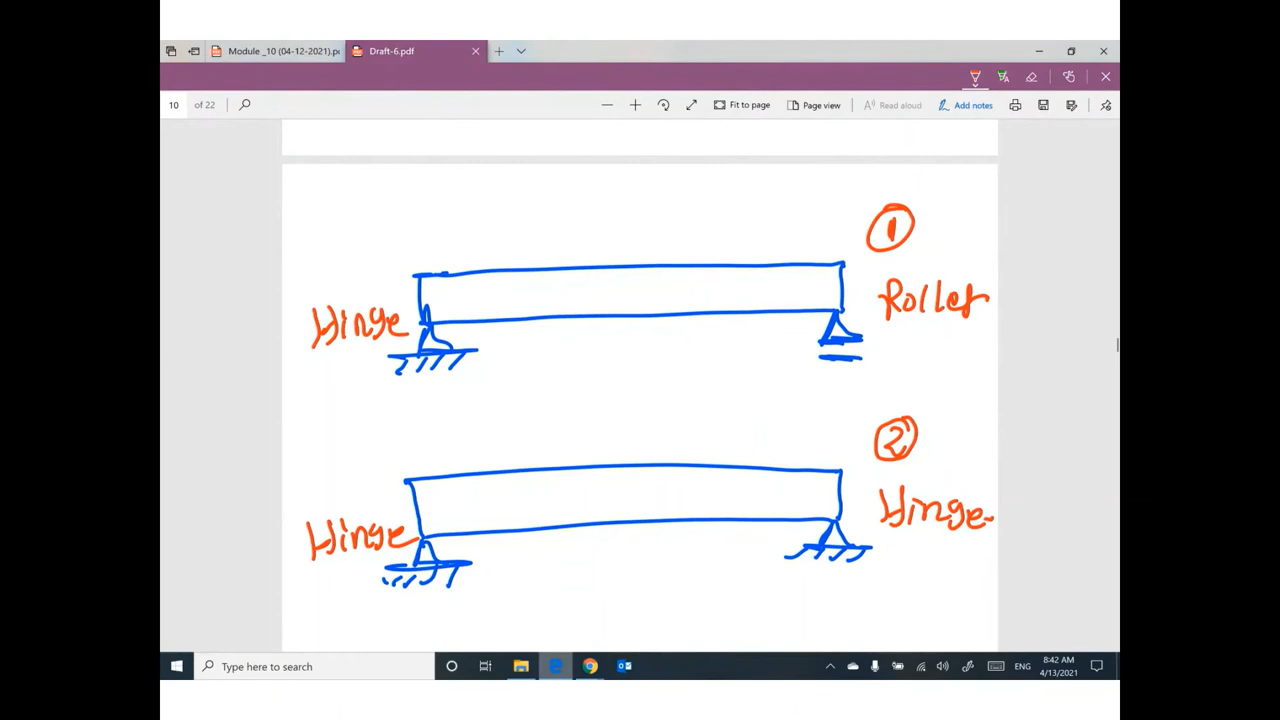 Module _10 (04-12-2021).p
Draft-6.pdf
10 of 22
Fit to page
Page view
Read aloud
Add notes
1
Roller
Hinge
2
Hinge
Hinge
Type here to search
ENG
8:42 AM
4/13/2021